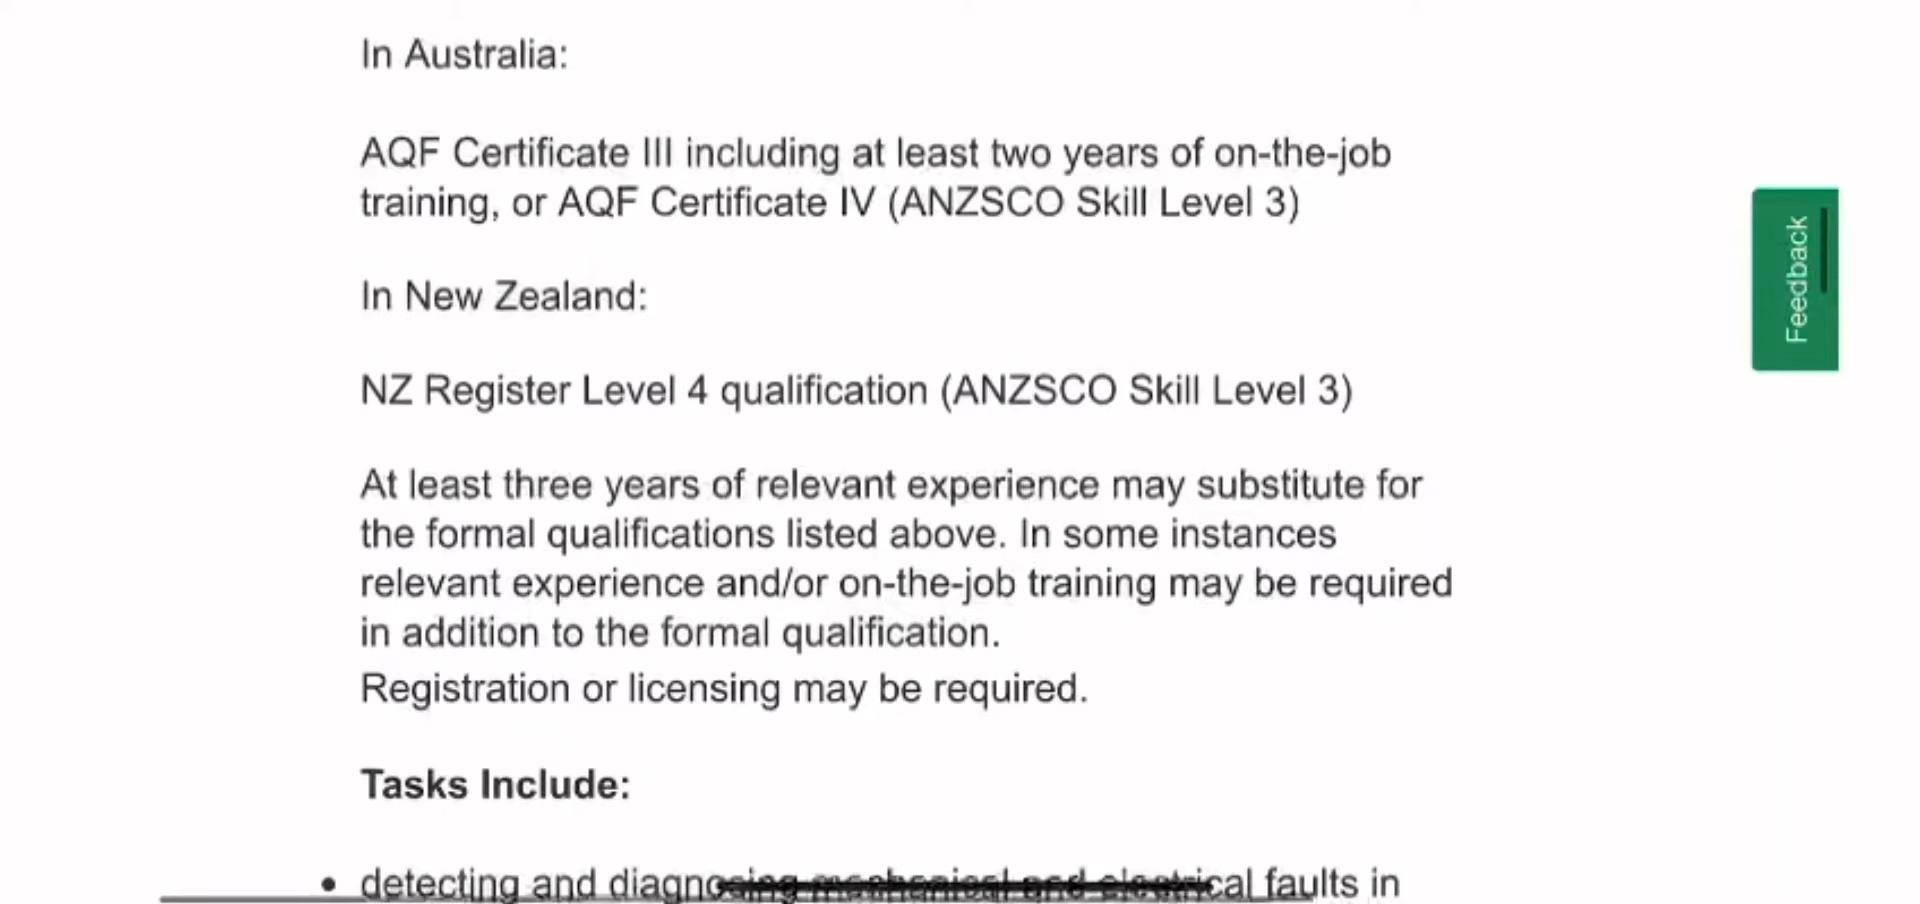 In Australia:
AQF Certificate III including at least two years of on-the-job
training, or AQF Certificate IV (ANZSCO Skill Level 3)
In New Zealand:
NZ Register Level 4 qualification (ANZSCO Skill Level 3)
At least three years of relevant experience may substitute for
the formal qualifications listed above. In some instances
relevant experience and/or on-the-job training may be required
in addition to the formal qualification.
Registration or licensing may be required.
Tasks Include:
• detecting and diagnosing mechanical and electrical faults in
Feedback